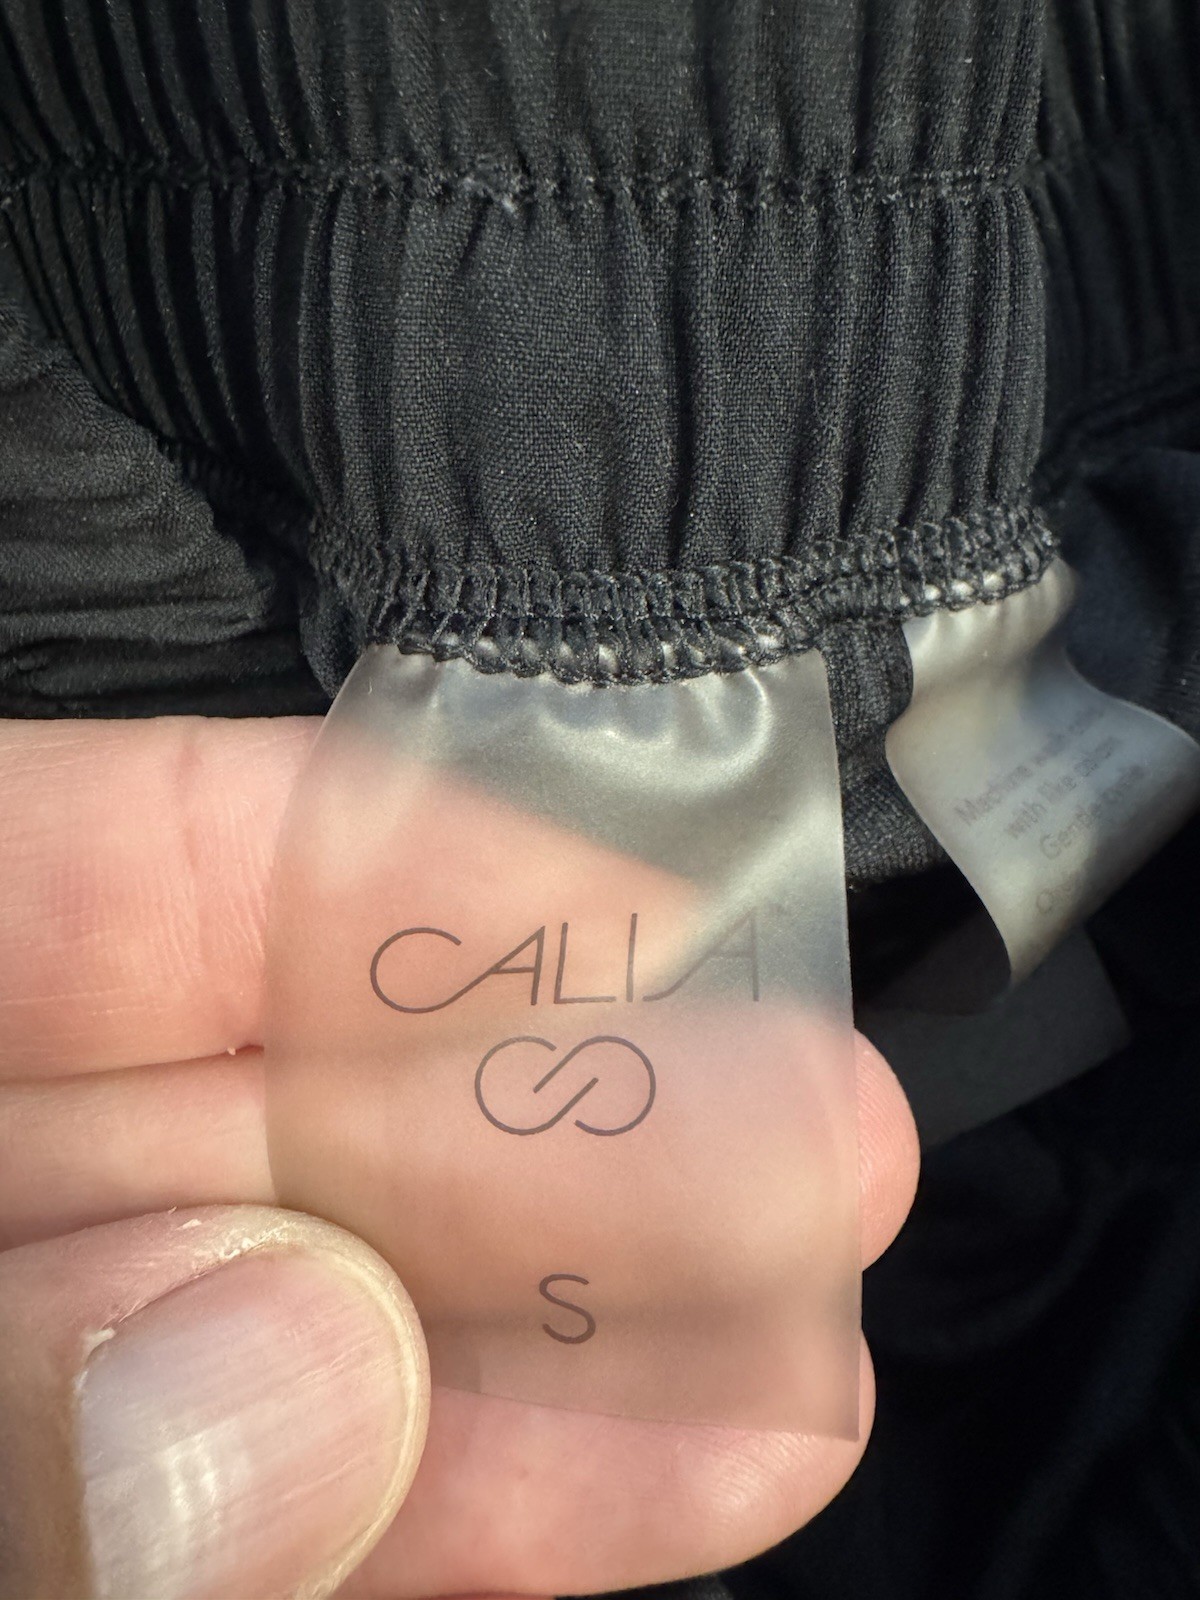 CALIA
S
Machine wash cold
with like colors
Gentle cycle